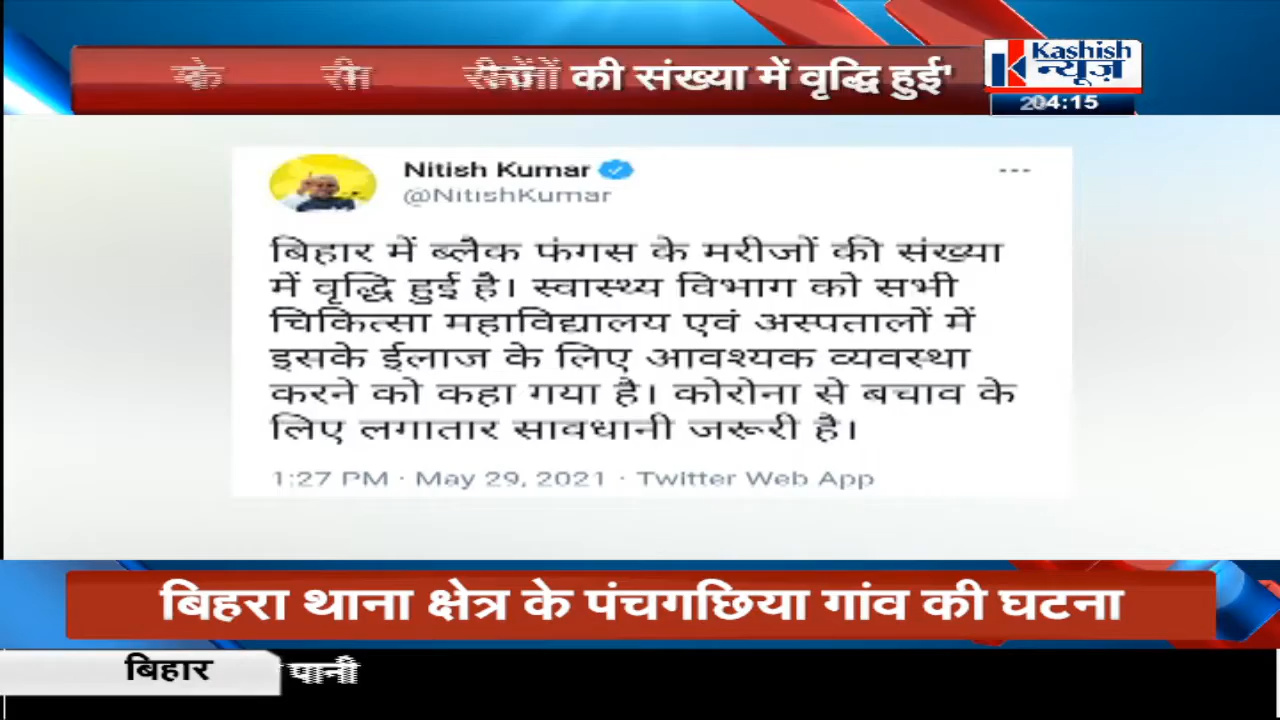 की संख्या में वृद्धि हुई'
Kashish
न्यूज़
04:15
Nitish Kumar
@NitishKumar
बिहार में ब्लैक फंगस के मरीजों की संख्या
में वृद्धि हुई है। स्वास्थ्य विभाग को सभी
चिकित्सा महाविद्यालय एवं अस्पतालों में
इसके ईलाज के लिए आवश्यक व्यवस्था
करने को कहा गया है। कोरोना से बचाव के
लिए लगातार सावधानी जरूरी है।
1:27 PM · May 29, 2021 · Twitter Web App
बिहरा थाना क्षेत्र के पंचगछिया गांव की घटना
बिहार
पानी